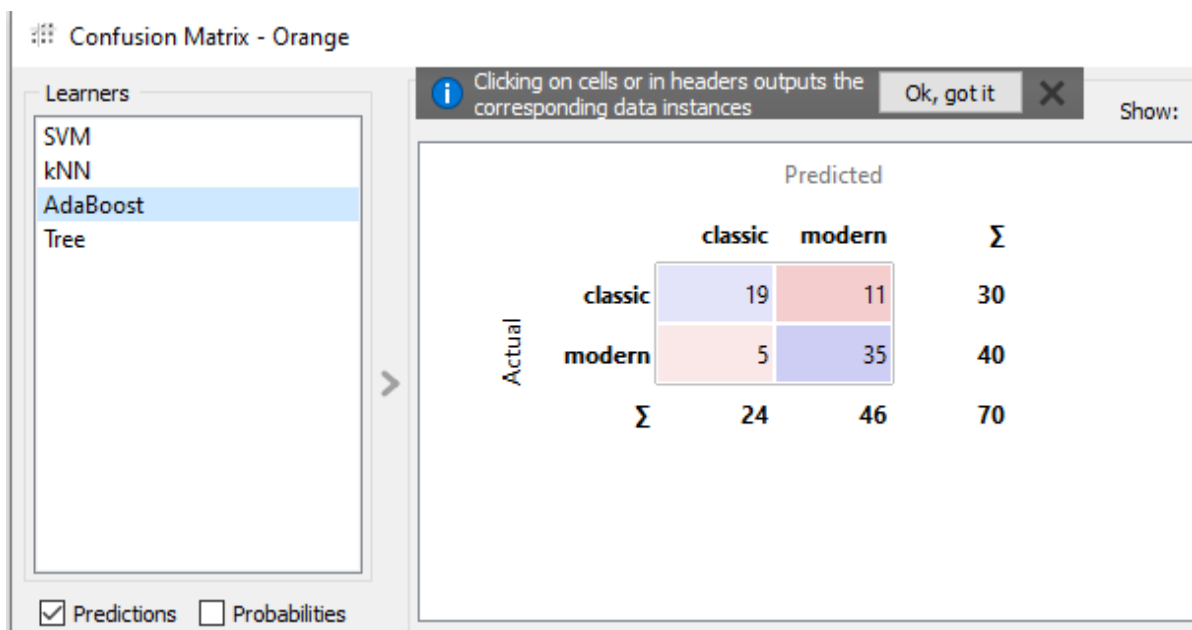 Confusion Matrix - Orange
Learners
SVM
kNN
AdaBoost
Tree
Predictions Probabilities
Clicking on cells or in headers outputs the
corresponding data instances
Ok, got it
Show:
Predicted
classic modern Σ
Actual
classic 19 11 30
modern 5 35 40
Σ 24 46 70